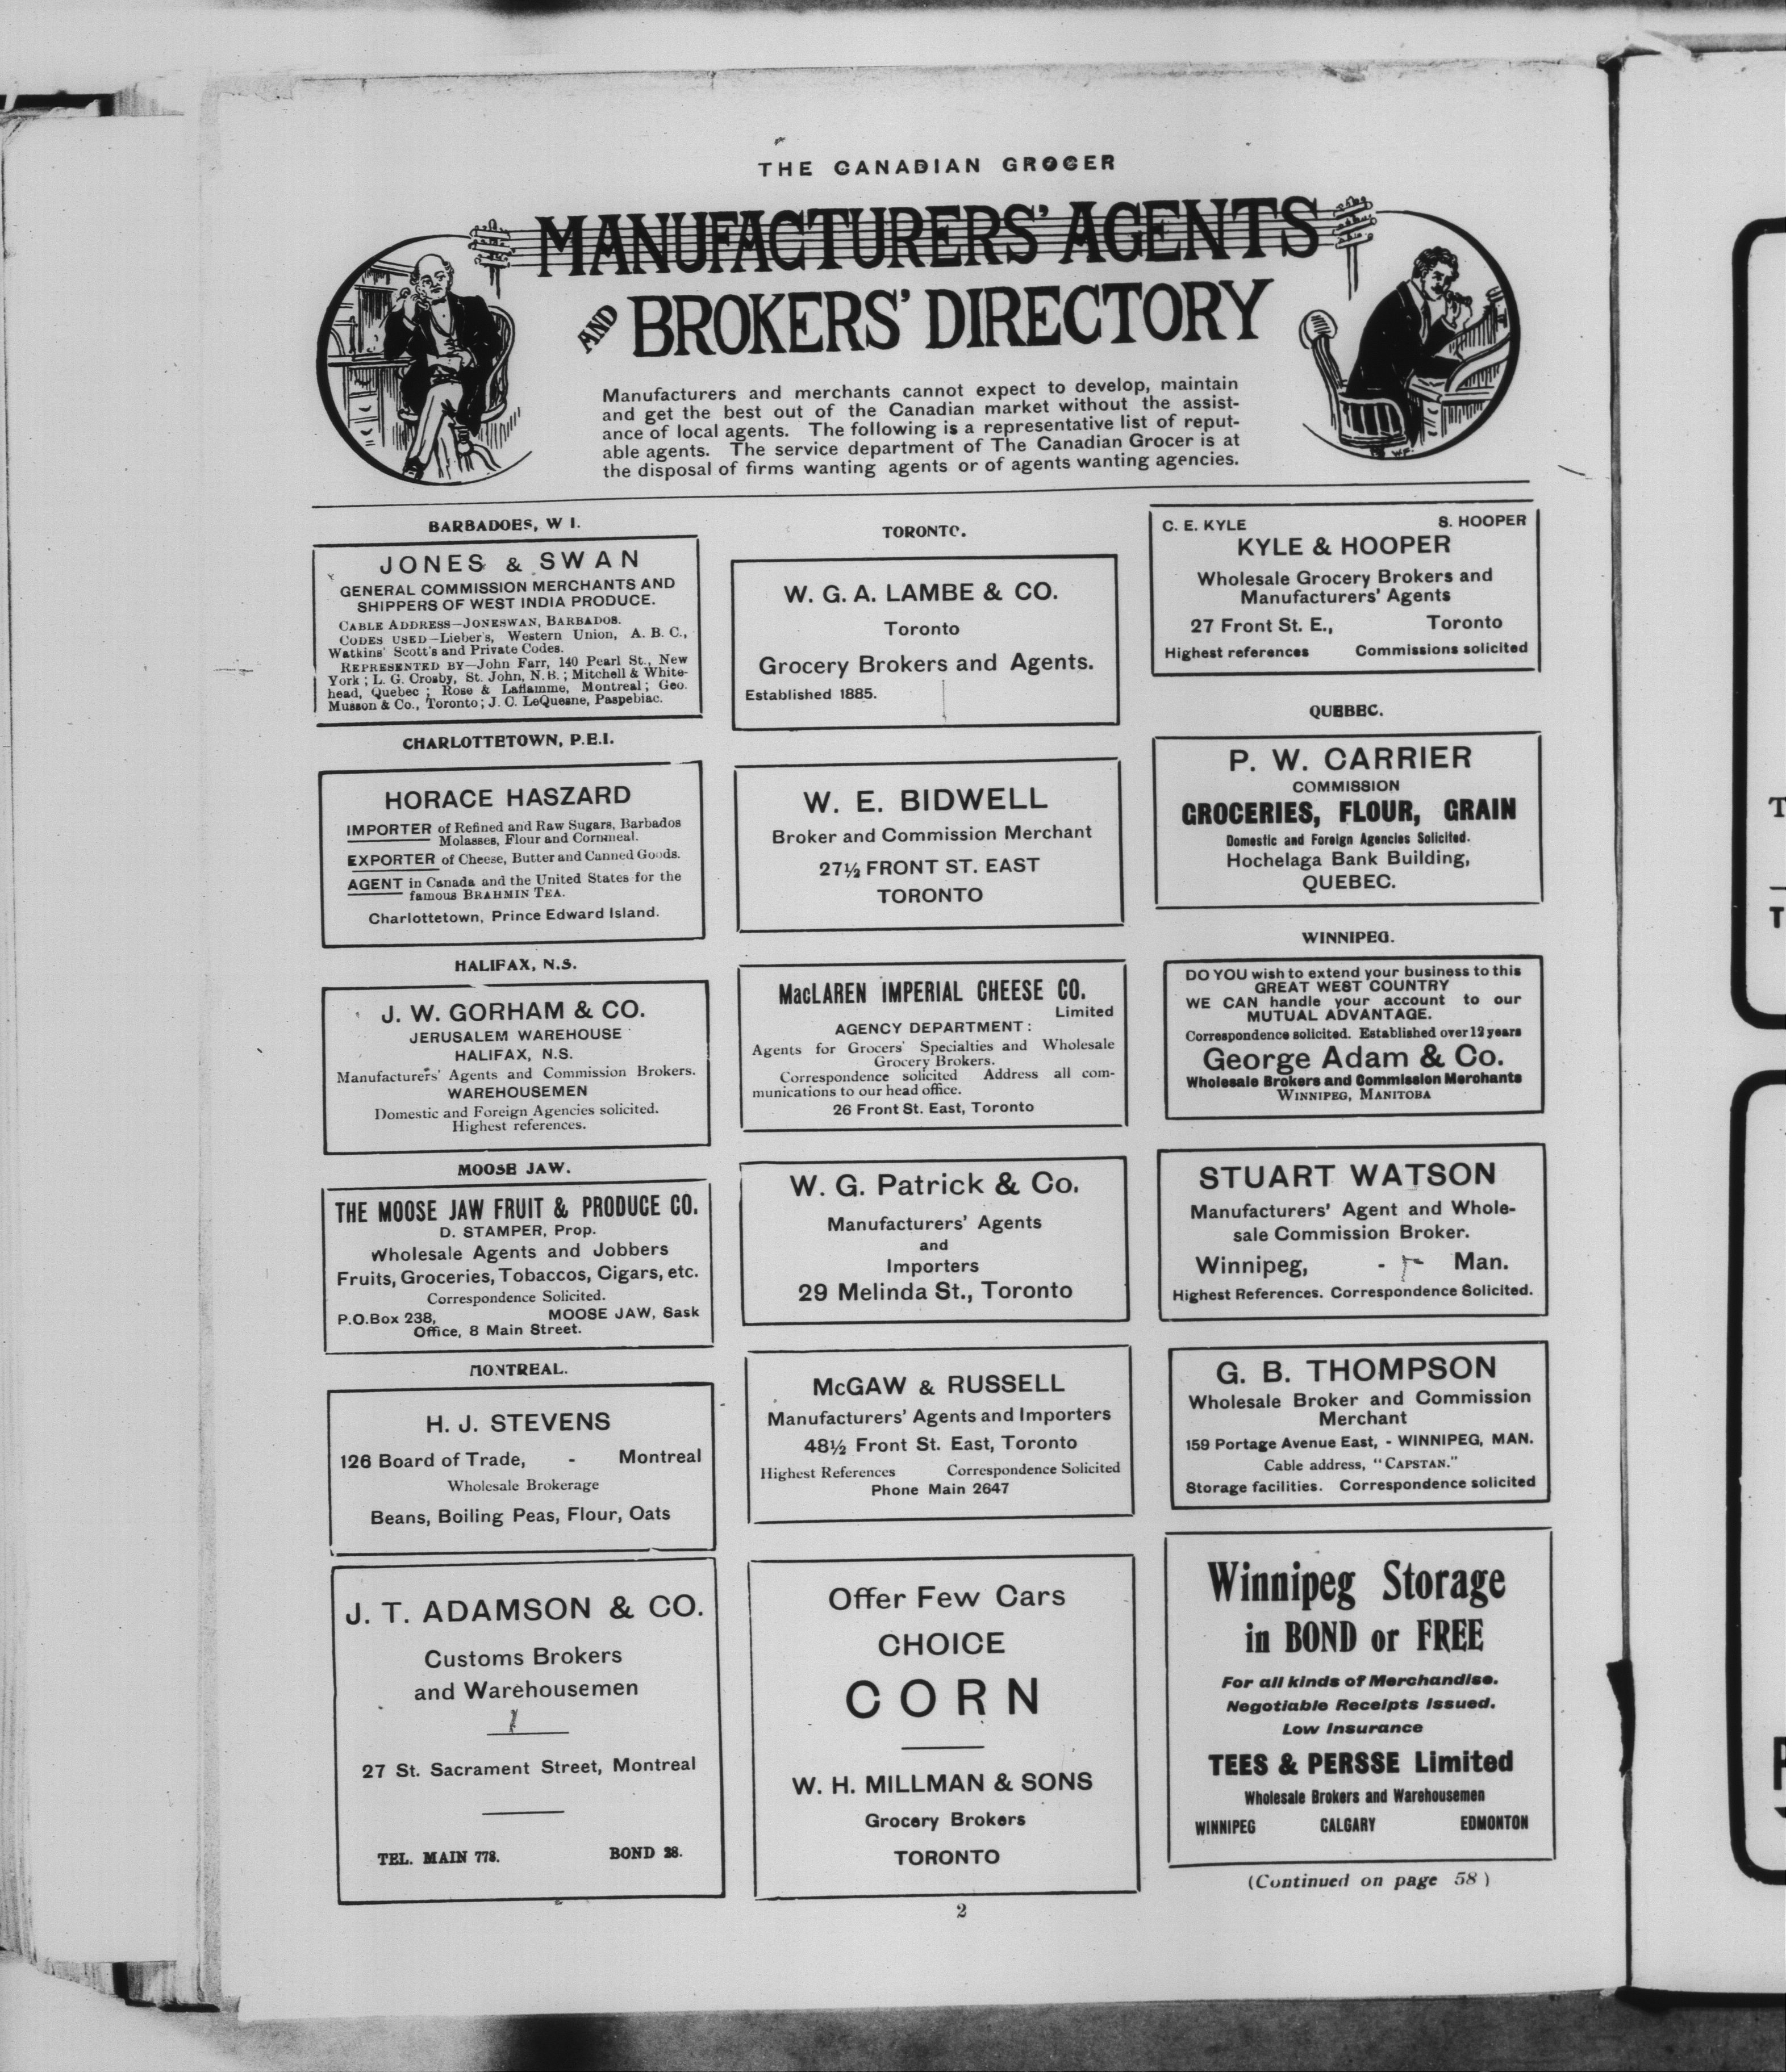 THE CANADIAN GROCER
MANUFACTURERS' AGENTS
AND BROKERS' DIRECTORY
Manufacturers and merchants cannot expect to develop, maintain
and get the best out of the Canadian market without the assist-
ance of local agents. The following is a representative list of reput-
able agents. The service department of The Canadian Grocer is at
the disposal of firms wanting agents or of agents wanting agencies.
BARBADOES, W I.
JONES & SWAN
GENERAL COMMISSION MERCHANTS AND
SHIPPERS OF WEST INDIA PRODUCE.
CABLE ADDRESS—JONESWAN, BARBADOS.
CODES USED—Lieber's, Western Union, A. B. C.,
Watkins' Scott's and Private Codes.
REPRESENTED BY—John Farr, 140 Pearl St., New
York; L. G. Crosby, St. John, N.B.; Mitchell & White-
head, Quebec; Rose & Laflamme, Montreal; Geo.
Musson & Co., Toronto; J. C. LeQuesne, Paspebiac.
CHARLOTTETOWN, P.E.I.
HORACE HASZARD
IMPORTER of Refined and Raw Sugars, Barbados
Molasses, Flour and Cornmeal.
EXPORTER of Cheese, Butter and Canned Goods.
AGENT in Canada and the United States for the
famous BRAHMIN TEA.
Charlottetown, Prince Edward Island.
HALIFAX, N.S.
J. W. GORHAM & CO.
JERUSALEM WAREHOUSE
HALIFAX, N.S.
Manufacturers' Agents and Commission Brokers.
WAREHOUSEMEN
Domestic and Foreign Agencies solicited.
Highest references.
MOOSE JAW.
THE MOOSE JAW FRUIT & PRODUCE CO.
D. STAMPER, Prop.
Wholesale Agents and Jobbers
Fruits, Groceries, Tobaccos, Cigars, etc.
Correspondence Solicited.
P.O.Box 238, MOOSE JAW, Sask
Office, 8 Main Street.
MONTREAL.
H. J. STEVENS
126 Board of Trade, - Montreal
Wholesale Brokerage
Beans, Boiling Peas, Flour, Oats
J. T. ADAMSON & CO.
Customs Brokers
and Warehousemen
27 St. Sacrament Street, Montreal
TEL. MAIN 778. BOND 28.
TORONTO.
W. G. A. LAMBE & CO.
Toronto
Grocery Brokers and Agents.
Established 1885.
W. E. BIDWELL
Broker and Commission Merchant
27½ FRONT ST. EAST
TORONTO
MacLAREN IMPERIAL CHEESE CO.
Limited
AGENCY DEPARTMENT:
Agents for Grocers' Specialties and Wholesale
Grocery Brokers.
Correspondence solicited Address all com-
munications to our head office.
26 Front St. East, Toronto
W. G. Patrick & Co.
Manufacturers' Agents
and
Importers
29 Melinda St., Toronto
McGAW & RUSSELL
Manufacturers' Agents and Importers
48½ Front St. East, Toronto
Highest References Correspondence Solicited
Phone Main 2647
Offer Few Cars
CHOICE
CORN
W. H. MILLMAN & SONS
Grocery Brokers
TORONTO
C. E. KYLE S. HOOPER
KYLE & HOOPER
Wholesale Grocery Brokers and
Manufacturers' Agents
27 Front St. E., Toronto
Highest references Commissions solicited
QUEBEC.
P. W. CARRIER
COMMISSION
GROCERIES, FLOUR, GRAIN
Domestic and Foreign Agencies Solicited.
Hochelaga Bank Building,
QUEBEC.
WINNIPEG.
DO YOU wish to extend your business to this
GREAT WEST COUNTRY
WE CAN handle your account to our
MUTUAL ADVANTAGE.
Correspondence solicited. Established over 12 years
George Adam & Co.
Wholesale Brokers and Commission Merchants
WINNIPEG, MANITOBA
STUART WATSON
Manufacturers' Agent and Whole-
sale Commission Broker.
Winnipeg, - - Man.
Highest References. Correspondence Solicited.
G. B. THOMPSON
Wholesale Broker and Commission
Merchant
159 Portage Avenue East, - WINNIPEG, MAN.
Cable address, "CAPSTAN."
Storage facilities. Correspondence solicited
Winnipeg Storage
in BOND or FREE
For all kinds of Merchandise.
Negotiable Receipts Issued.
Low Insurance
TEES & PERSSE Limited
Wholesale Brokers and Warehousemen
WINNIPEG CALGARY EDMONTON
(Continued on page 58)
2